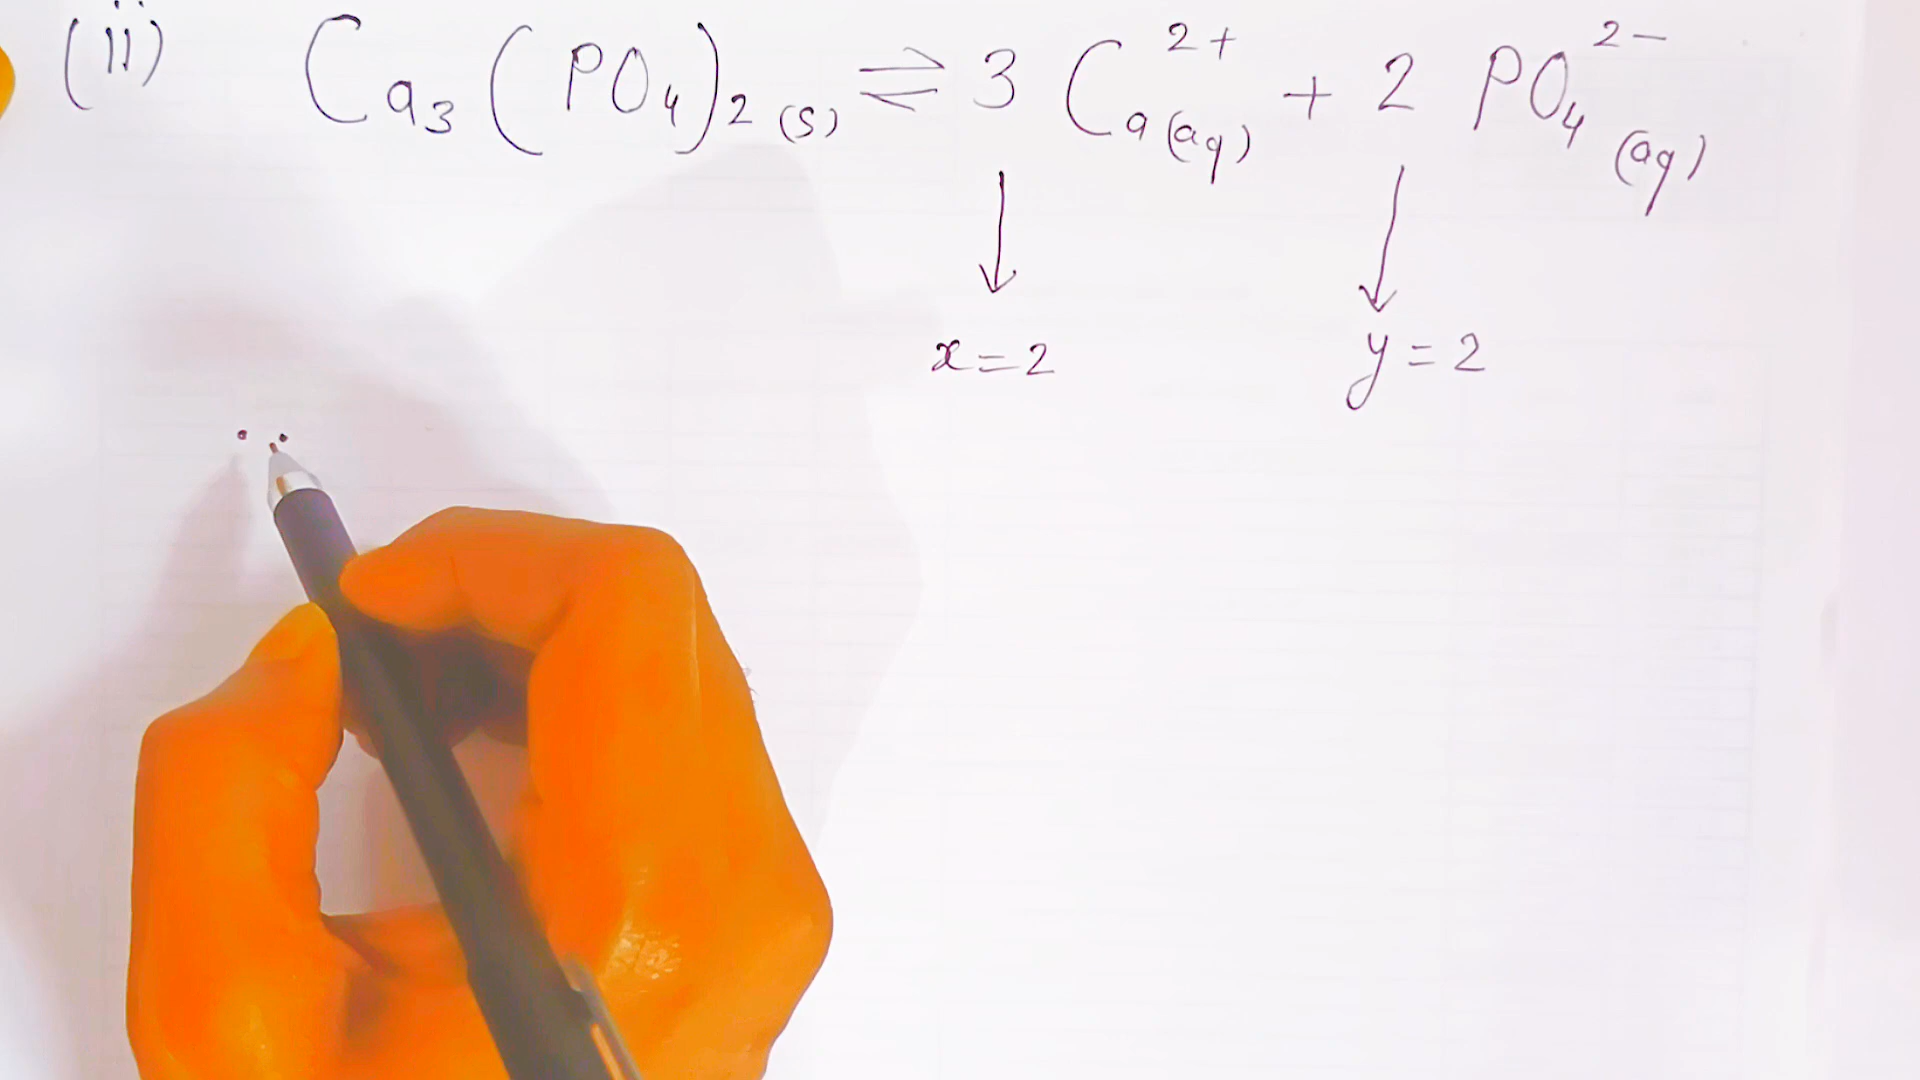 (ii) Ca₃(PO₄)₂ (s) ⇌ 3 Ca²⁺(aq) + 2 PO₄²⁻(aq)
↓ ↓
x = 2 y = 2